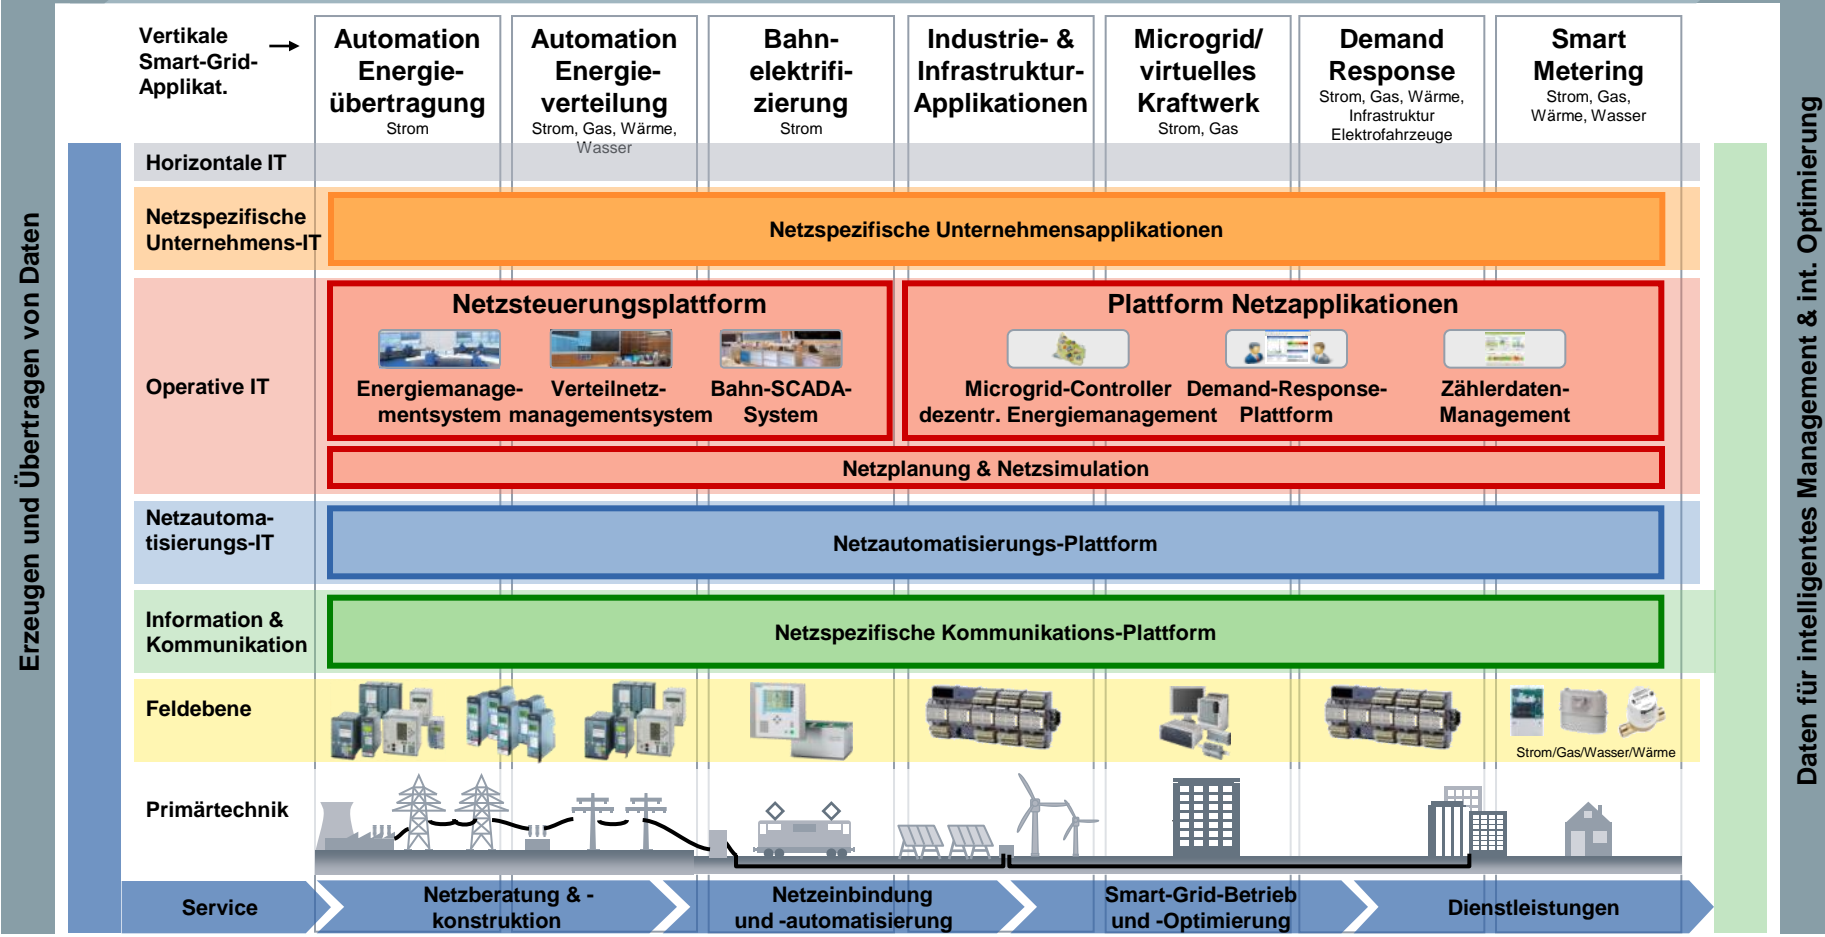 Vertikale
Smart-Grid-
Applikat.
Automation
Energie-
übertragung
Strom
Automation
Energie-
verteilung
Strom, Gas, Wärme,
Wasser
Bahn-
elektrifi-
zierung
Strom
Industrie- &
Infrastruktur-
Applikationen
Microgrid/
virtuelles
Kraftwerk
Strom, Gas
Demand
Response
Strom, Gas, Wärme,
Infrastruktur
Elektrofahrzeuge
Smart
Metering
Strom, Gas,
Wärme, Wasser
Erzeugen und Übertragen von Daten
Horizontale IT
Netzspezifische
Unternehmens-IT
Netzspezifische Unternehmensapplikationen
Operative IT
Netzsteuerungsplattform
Energiemanage-
mentsystem
Verteilnetz-
managementsystem
Bahn-SCADA-
System
Plattform Netzapplikationen
Microgrid-Controller
dezentr. Energiemanagement
Demand-Response-
Plattform
Zählerdaten-
Management
Netzplanung & Netzsimulation
Netzautoma-
tisierungs-IT
Netzautomatisierungs-Plattform
Information &
Kommunikation
Netzspezifische Kommunikations-Plattform
Feldebene
Strom/Gas/Wasser/Wärme
Primärtechnik
Service
Netzberatung & -
konstruktion
Netzeinbindung
und -automatisierung
Smart-Grid-Betrieb
und -Optimierung
Dienstleistungen
Daten für intelligentes Management & int. Optimierung